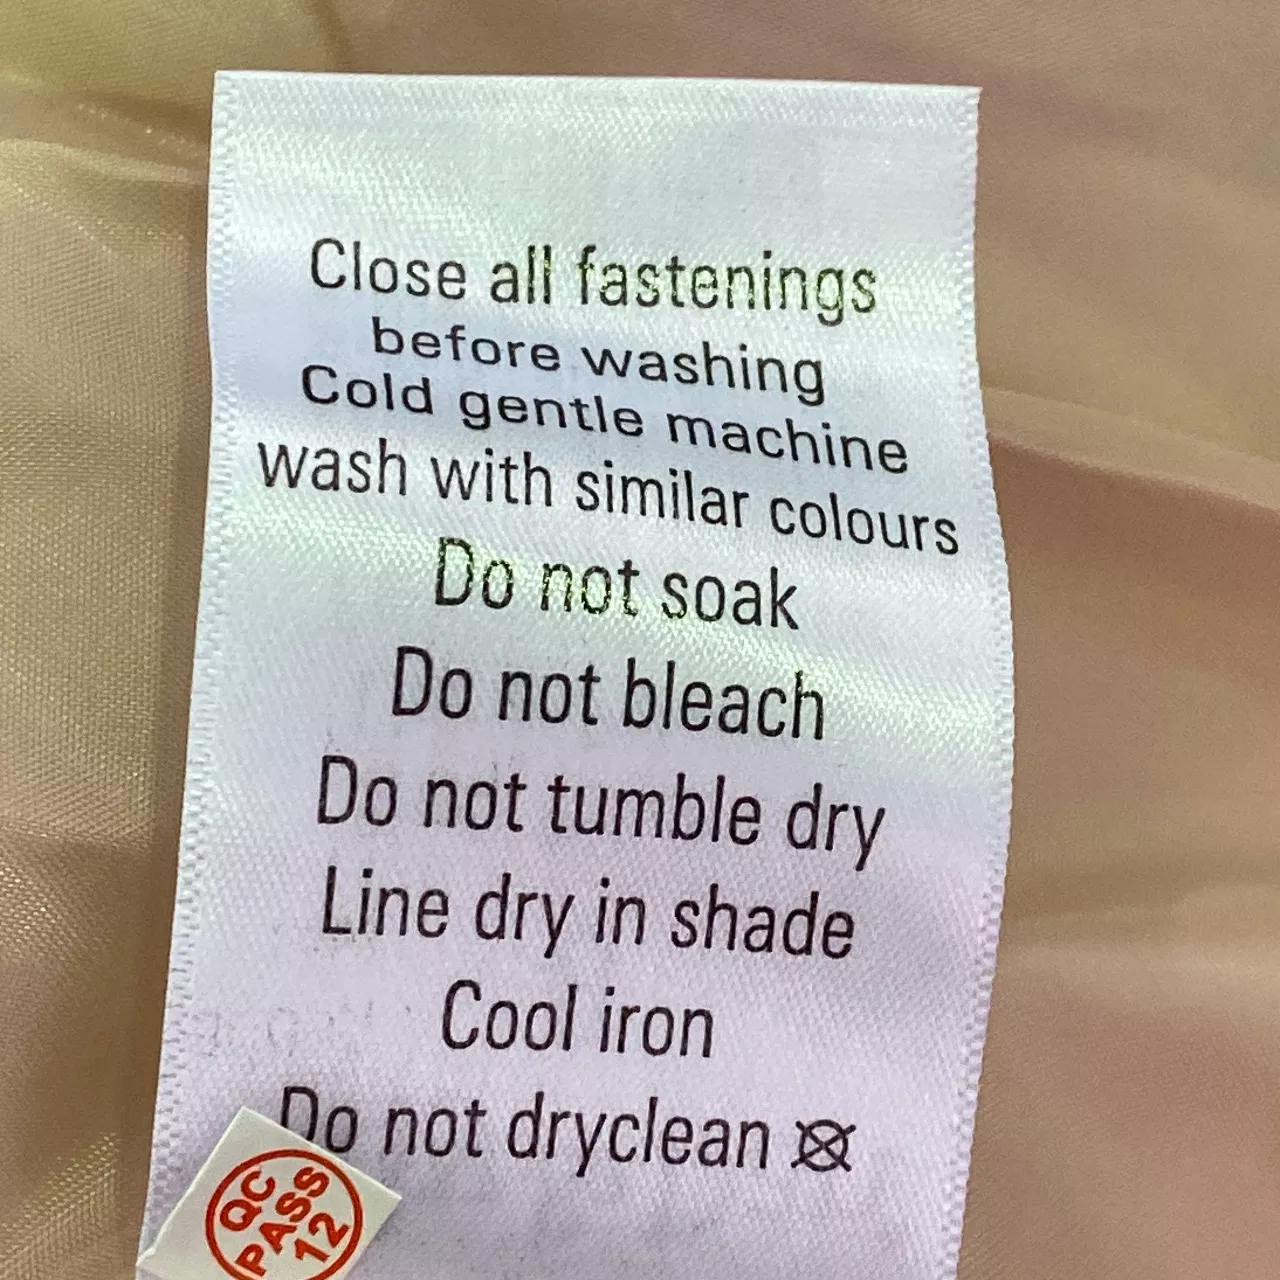 Close all fastenings
before washing
Cold gentle machine
wash with similar colours
Do not soak
Do not bleach
Do not tumble dry
Line dry in shade
Cool iron
Do not dryclean
QC
PASS
12